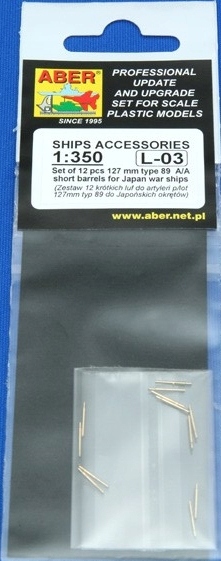 ABER
SINCE 1995
PROFESSIONAL
UPDATE
AND UPGRADE
SET FOR SCALE
PLASTIC MODELS
SHIPS ACCESSORIES
1:350 L-03
Set of 12 pcs 127 mm type 89 A/A
short barrels for Japan war ships
(Zestaw 12 krótkich luf do artylerii p/lot
127mm typ 89 do Japońskich okrętów)
www.aber.net.pl